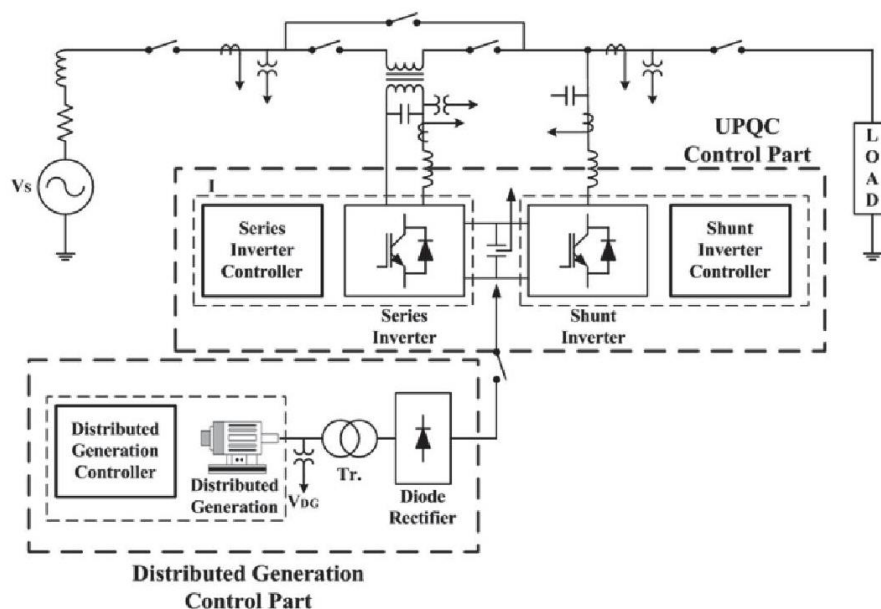 UPQC
Control Part
L
O
A
D
Vs
I
Series
Inverter
Controller
Shunt
Inverter
Controller
Series
Inverter
Shunt
Inverter
Distributed
Generation
Controller
Distributed
Generation
VDG
Tr.
Diode
Rectifier
Distributed Generation
Control Part